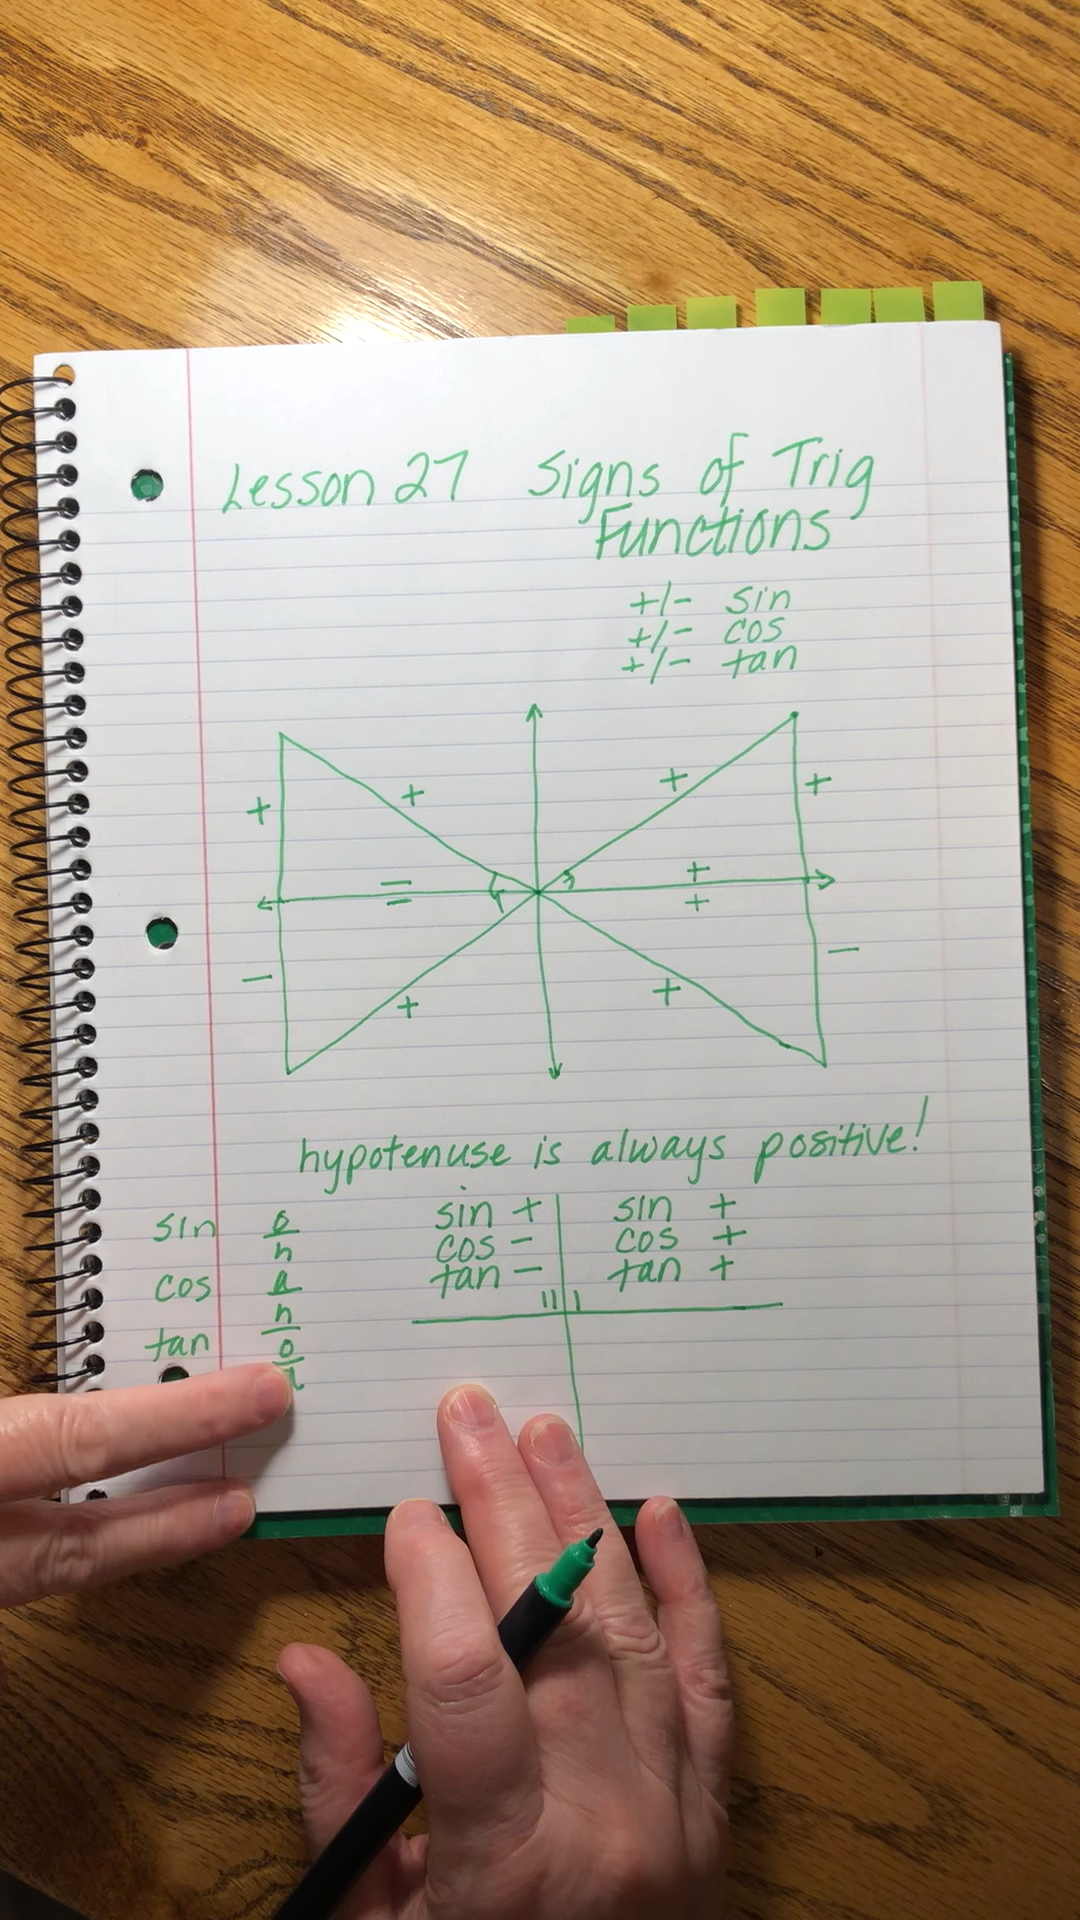 Lesson 27 Signs of Trig
Functions
+/- sin
+/- cos
+/- tan
+ + + +
− − + +
− + + −
hypotenuse is always positive!
sin o/h
cos a/h
tan o/a
sin + sin +
cos − cos +
tan − tan +
II I